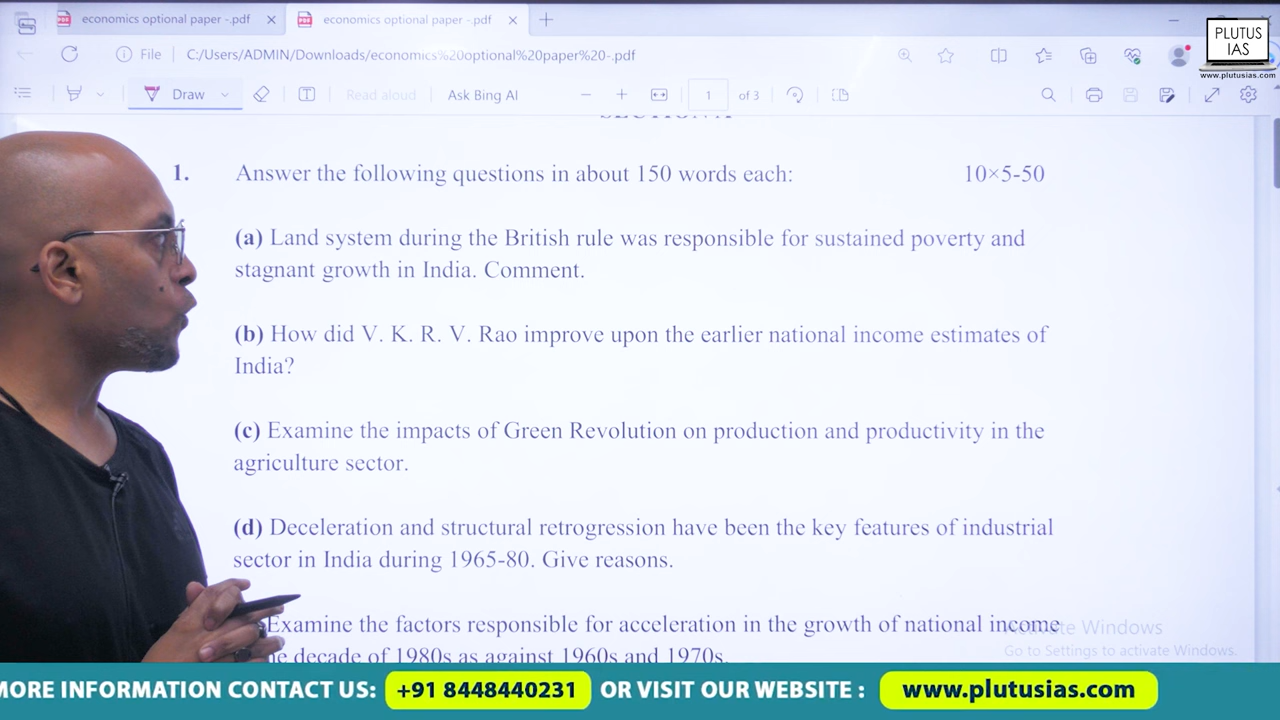 economics optional paper -.pdf
economics optional paper -.pdf
PLUTUS
IAS
www.plutusias.com
File
C:/Users/ADMIN/Downloads/economics%20optional%20paper%20-.pdf
Draw
Read aloud
Ask Bing AI
1 of 3
1. Answer the following questions in about 150 words each: 10×5-50
(a) Land system during the British rule was responsible for sustained poverty and
stagnant growth in India. Comment.
(b) How did V. K. R. V. Rao improve upon the earlier national income estimates of
India?
(c) Examine the impacts of Green Revolution on production and productivity in the
agriculture sector.
(d) Deceleration and structural retrogression have been the key features of industrial
sector in India during 1965-80. Give reasons.
Examine the factors responsible for acceleration in the growth of national income
decade of 1980s as against 1960s and 1970s.
Activate Windows
Go to Settings to activate Windows.
MORE INFORMATION CONTACT US: +91 8448440231 OR VISIT OUR WEBSITE : www.plutusias.com